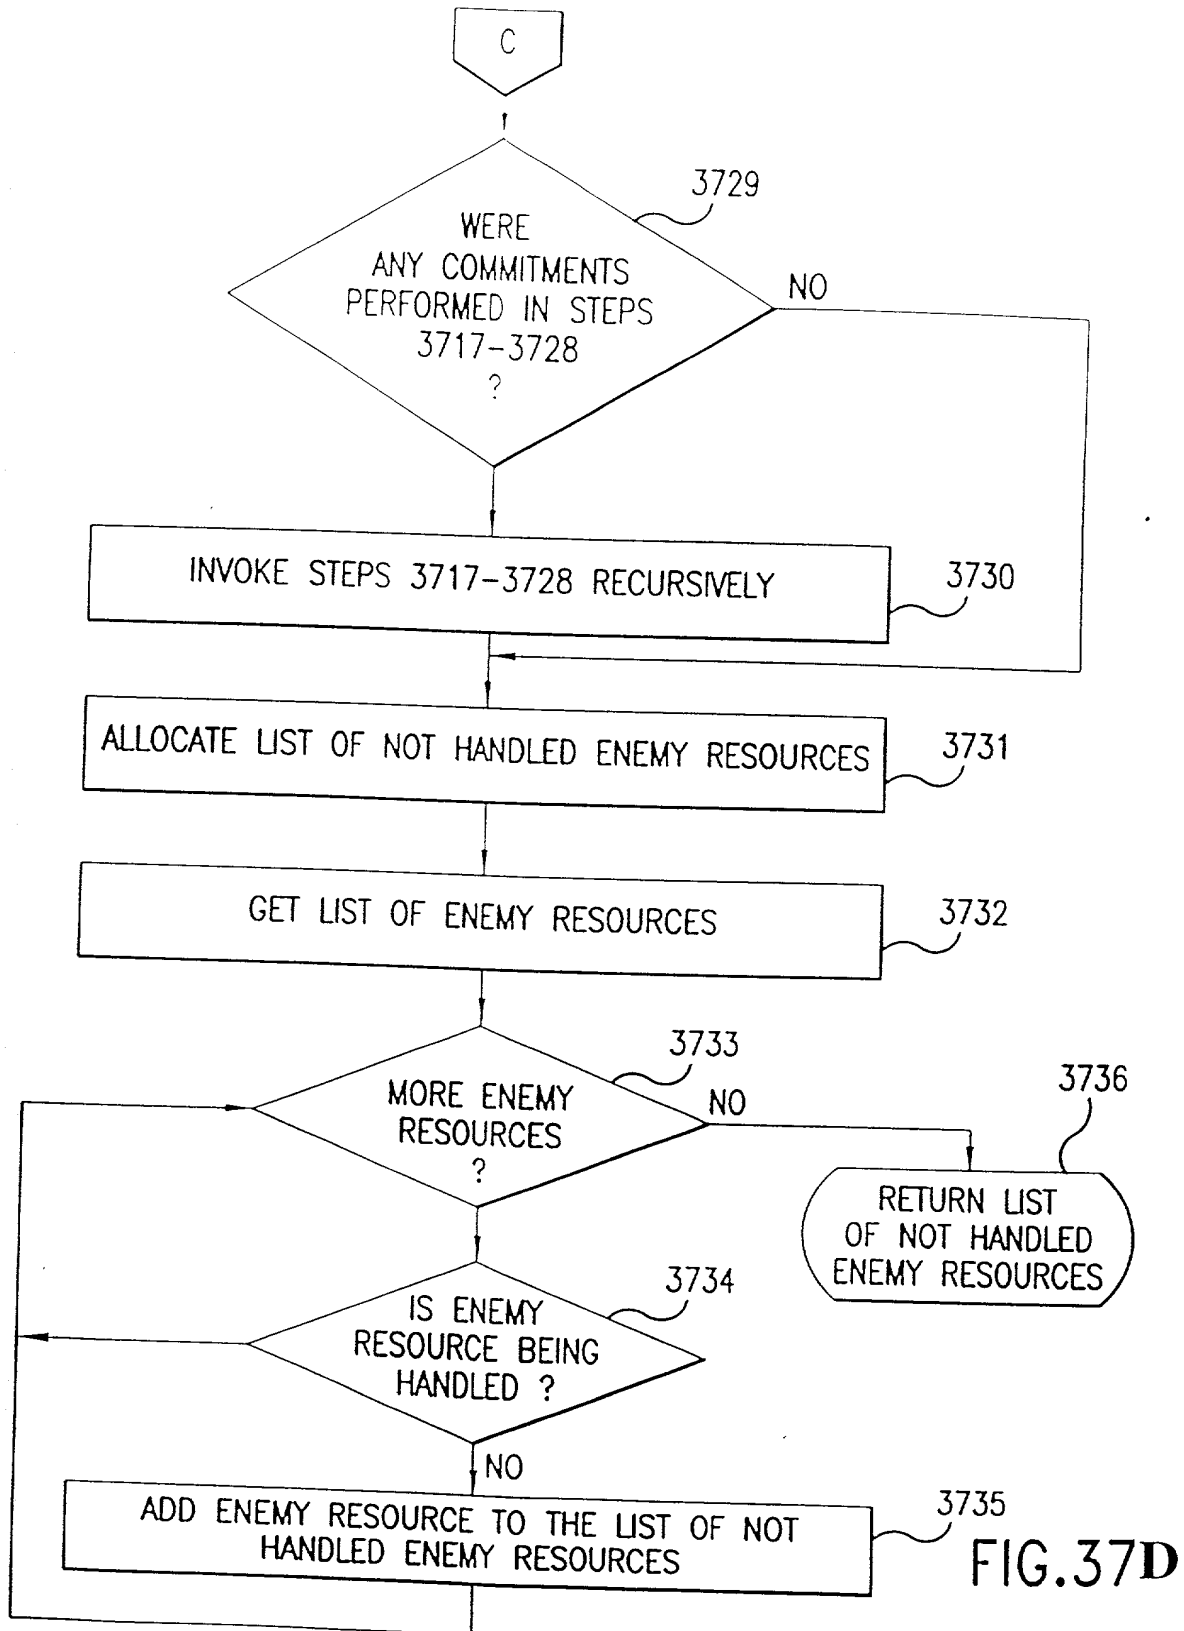 C
3729
WERE
ANY COMMITMENTS
PERFORMED IN STEPS
3717-3728
?
NO
INVOKE STEPS 3717-3728 RECURSIVELY
3730
ALLOCATE LIST OF NOT HANDLED ENEMY RESOURCES
3731
GET LIST OF ENEMY RESOURCES
3732
3733
MORE ENEMY
RESOURCES
?
NO
3736
RETURN LIST
OF NOT HANDLED
ENEMY RESOURCES
3734
IS ENEMY
RESOURCE BEING
HANDLED ?
NO
ADD ENEMY RESOURCE TO THE LIST OF NOT
HANDLED ENEMY RESOURCES
3735
FIG.37D